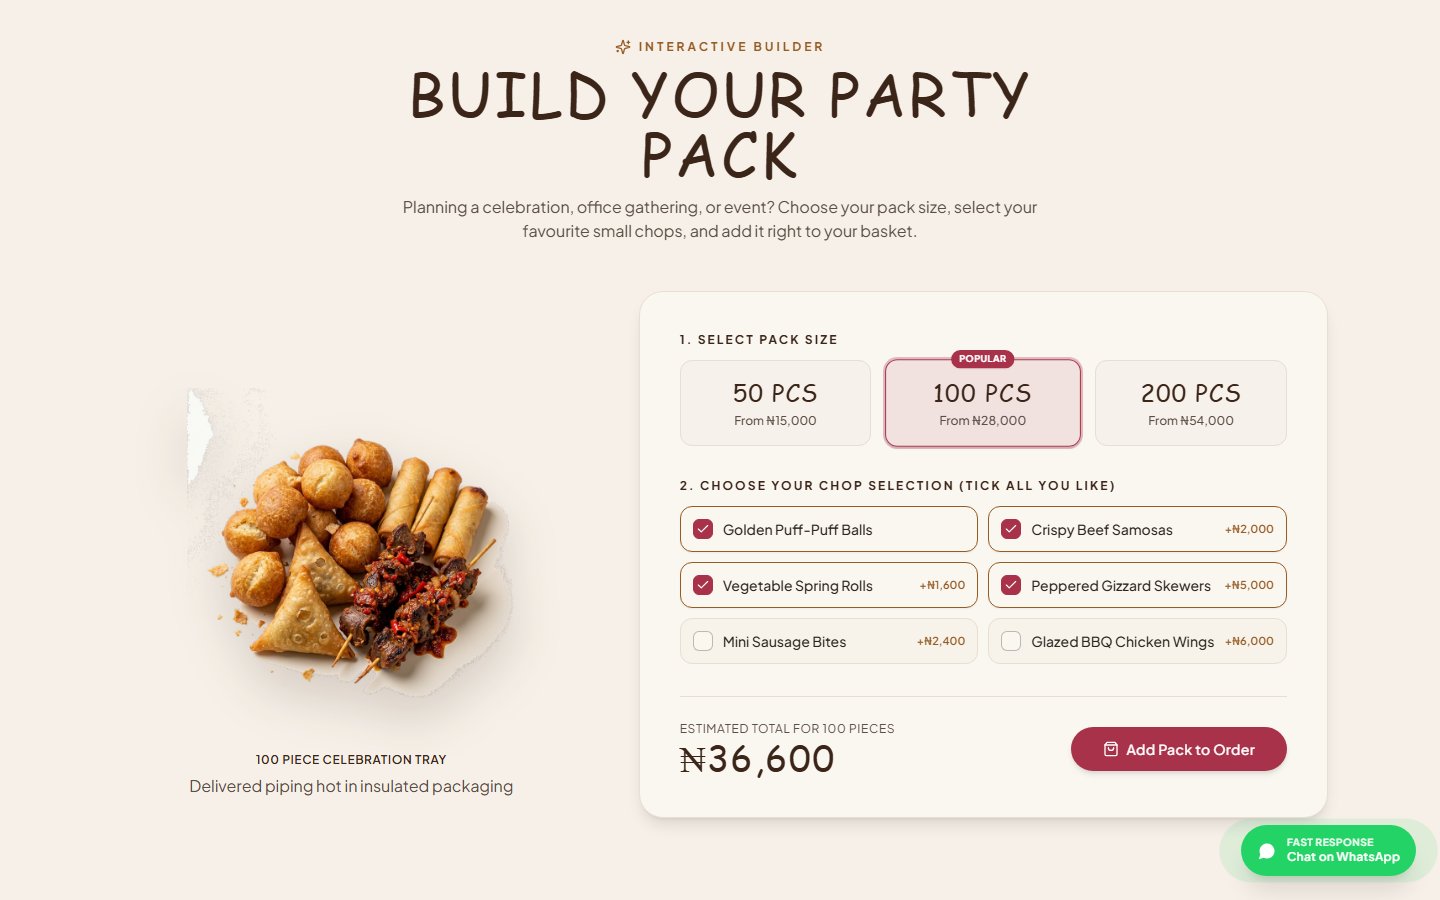 INTERACTIVE BUILDER
BUILD YOUR PARTY
PACK
Planning a celebration, office gathering, or event? Choose your pack size, select your
favourite small chops, and add it right to your basket.
1. SELECT PACK SIZE
POPULAR
50 PCS
From ₦15,000
100 PCS
From ₦28,000
200 PCS
From ₦54,000
2. CHOOSE YOUR CHOP SELECTION (TICK ALL YOU LIKE)
Golden Puff-Puff Balls
Crispy Beef Samosas +₦2,000
Vegetable Spring Rolls +₦1,600
Peppered Gizzard Skewers +₦5,000
Mini Sausage Bites +₦2,400
Glazed BBQ Chicken Wings +₦6,000
ESTIMATED TOTAL FOR 100 PIECES
₦36,600
Add Pack to Order
100 PIECE CELEBRATION TRAY
Delivered piping hot in insulated packaging
FAST RESPONSE
Chat on WhatsApp